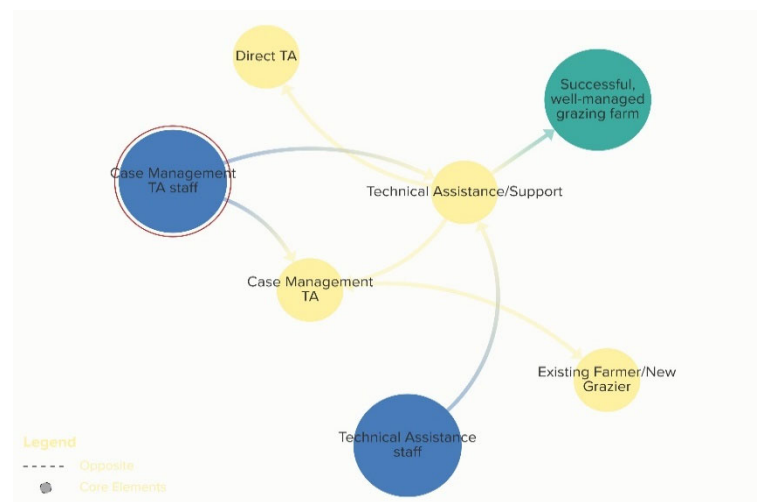 Direct TA
Successful,
well-managed
grazing farm
Case Management
TA staff
Technical Assistance/Support
Case Management
TA
Existing Farmer/New
Grazier
Technical Assistance
staff
Legend
Opposite
Core Elements